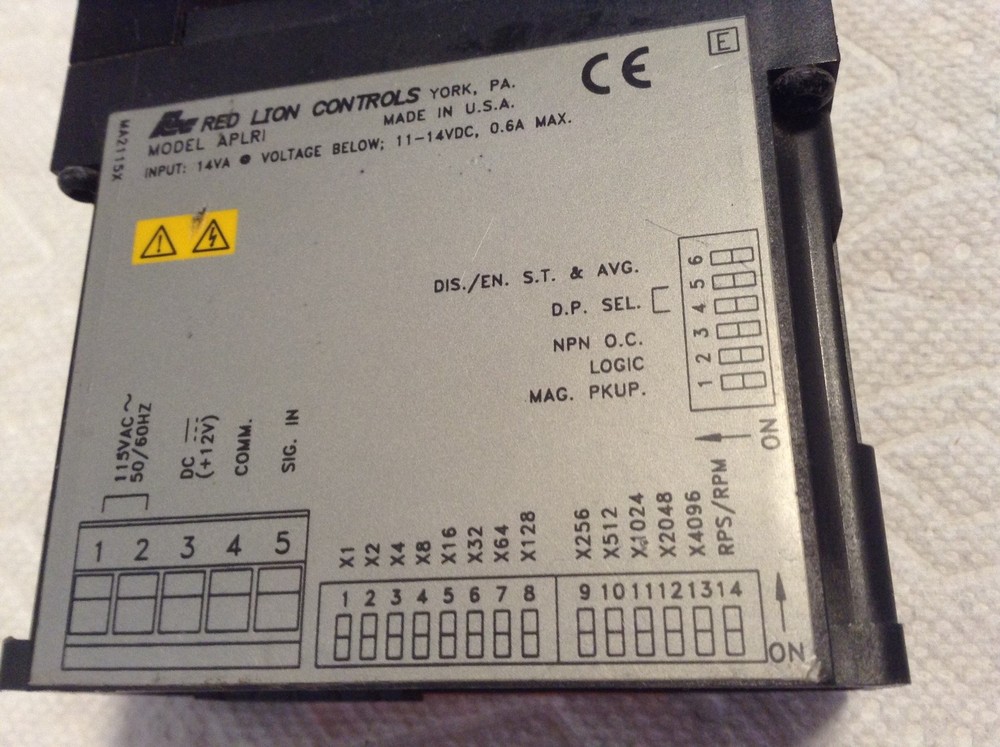 E
CE
RED LION CONTROLS YORK, PA.
MODEL APLRI MADE IN U.S.A.
INPUT: 14VA @ VOLTAGE BELOW; 11-14VDC, 0.6A MAX.
MA2115X
DIS./EN. S.T. & AVG.
D.P. SEL.
NPN O.C.
LOGIC
MAG. PKUP.
1 2 3 4 5 6
ON
115VAC~
50/60HZ
DC
(+12V)
COMM.
SIG. IN
1 2 3 4 5
X1
X2
X4
X8
X16
X32
X64
X128
X256
X512
X1024
X2048
X4096
RPS/RPM
1 2 3 4 5 6 7 8 9 10 11 12 13 14
ON